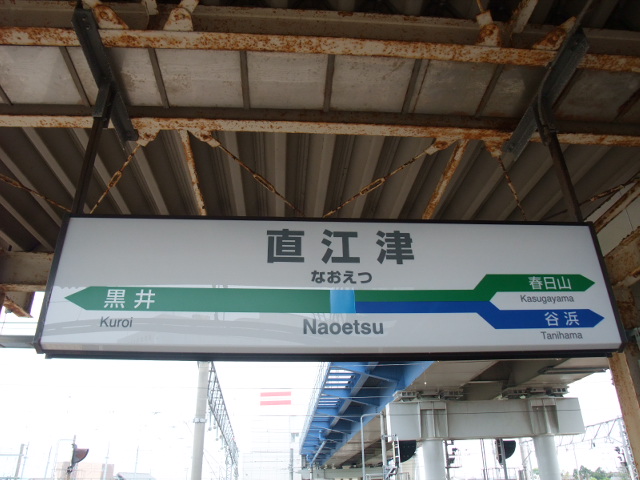 直江津
なおえつ
黒井
Kuroi
Naoetsu
春日山
Kasugayama
谷浜
Tanihama